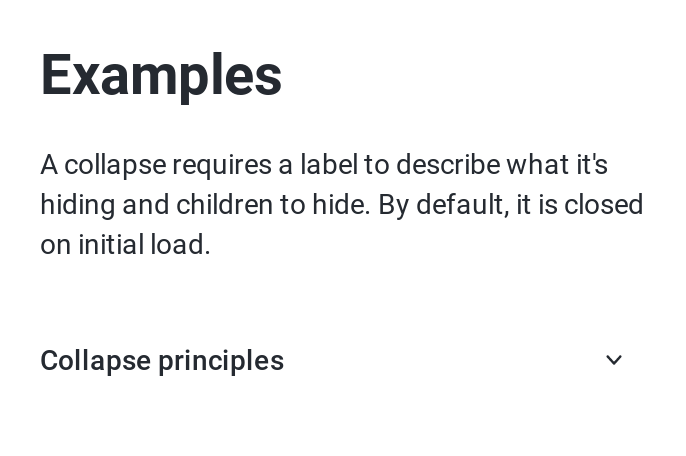 Examples
A collapse requires a label to describe what it's
hiding and children to hide. By default, it is closed
on initial load.
Collapse principles